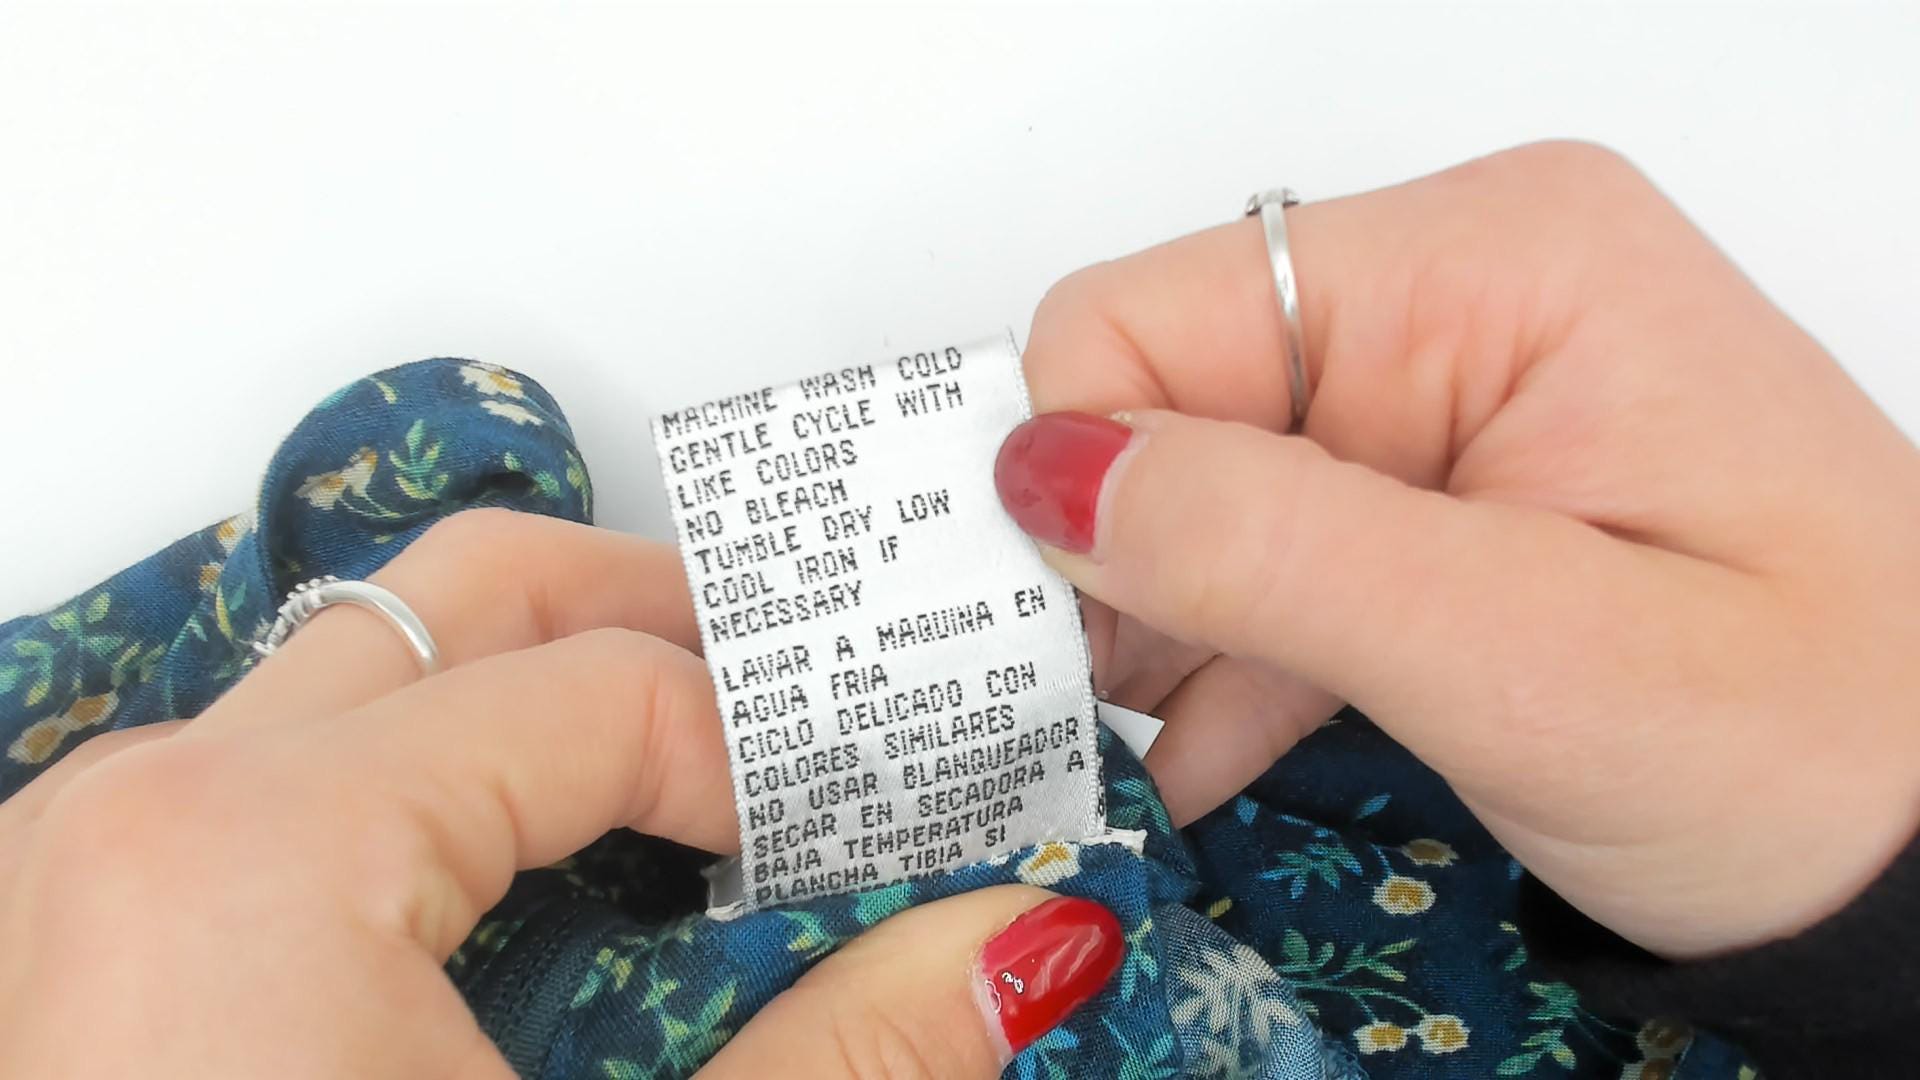 MACHINE WASH COLD
GENTLE CYCLE WITH
LIKE COLORS
NO BLEACH
TUMBLE DRY LOW
COOL IRON IF
NECESSARY
LAVAR A MAQUINA EN
AGUA FRIA
CICLO DELICADO CON
COLORES SIMILARES
NO USAR BLANQUEADOR
SECAR EN SECADORA A
BAJA TEMPERATURA
PLANCHA TIBIA SI